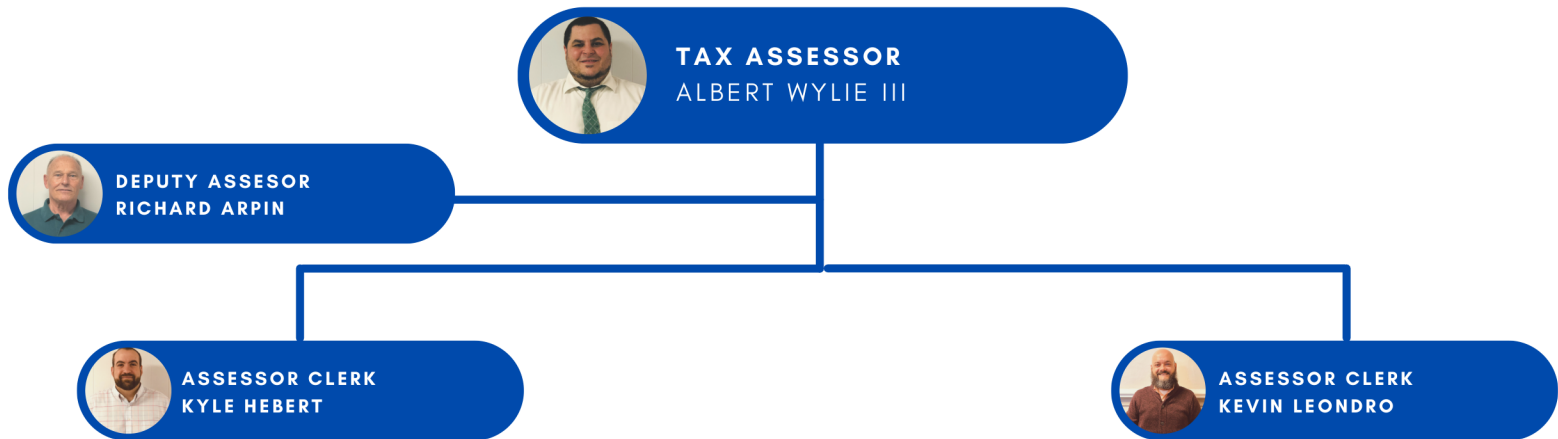 TAX ASSESSOR
ALBERT WYLIE III
DEPUTY ASSESOR
RICHARD ARPIN
ASSESSOR CLERK
KYLE HEBERT
ASSESSOR CLERK
KEVIN LEONDRO